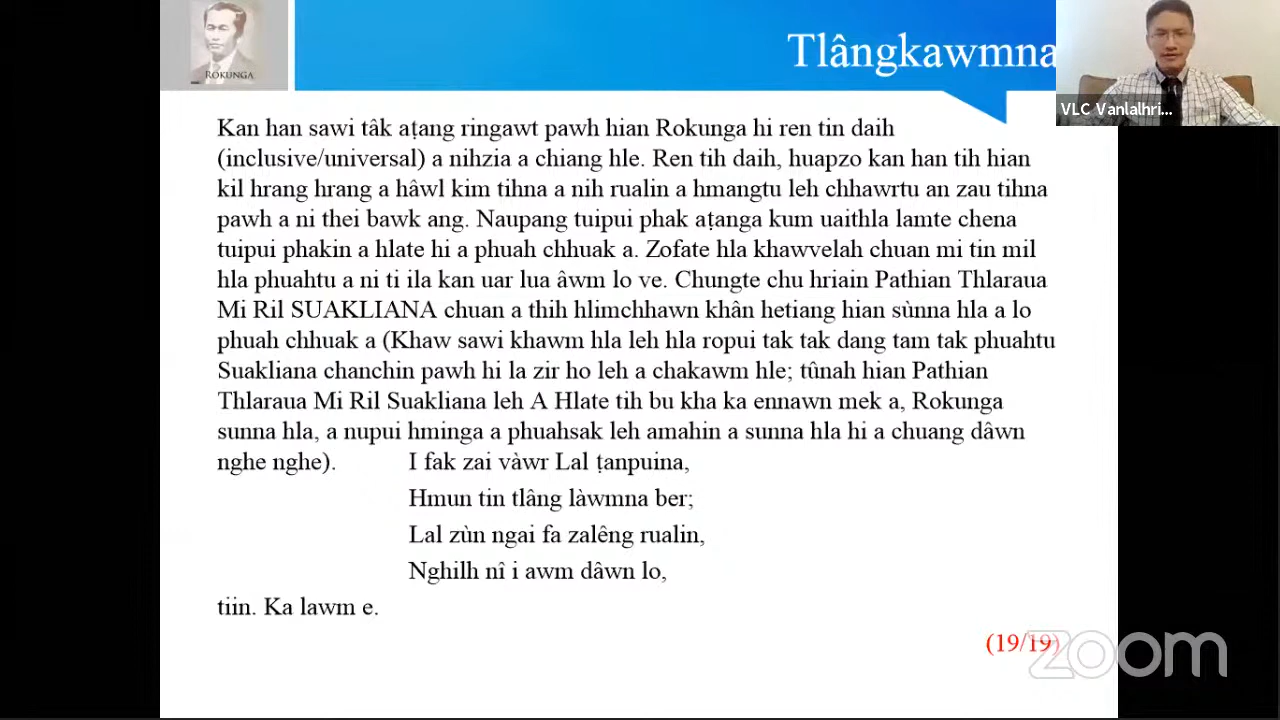 ROKUNGA
Tlângkawmna
VLC Vanlalhri...
Kan han sawi tâk aṭang ringawt pawh hian Rokunga hi ren tin daih
(inclusive/universal) a nihzia a chiang hle. Ren tih daih, huapzo kan han tih hian
kil hrang hrang a hâwl kim tihna a nih rualin a hmangtu leh chhawrtu an zau tihna
pawh a ni thei bawk ang. Naupang tuipui phak aṭanga kum uaithla lamte chena
tuipui phakin a hlate hi a phuah chhuak a. Zofate hla khawvelah chuan mi tin mil
hla phuahtu a ni ti ila kan uar lua âwm lo ve. Chungte chu hriain Pathian Thlaraua
Mi Ril SUAKLIANA chuan a thih hlimchhawn khân hetiang hian sùnna hla a lo
phuah chhuak a (Khaw sawi khawm hla leh hla ropui tak tak dang tam tak phuahtu
Suakliana chanchin pawh hi la zir ho leh a chakawm hle; tûnah hian Pathian
Thlaraua Mi Ril Suakliana leh A Hlate tih bu kha ka ennawn mek a, Rokunga
sunna hla, a nupui hminga a phuahsak leh amahin a sunna hla hi a chuang dâwn
nghe nghe). I fak zai vàwr Lal ṭanpuina,
Hmun tin tlâng làwmna ber;
Lal zùn ngai fa zalêng rualin,
Nghilh nî i awm dâwn lo,
tiin. Ka lawm e.
(19/19)
zoom